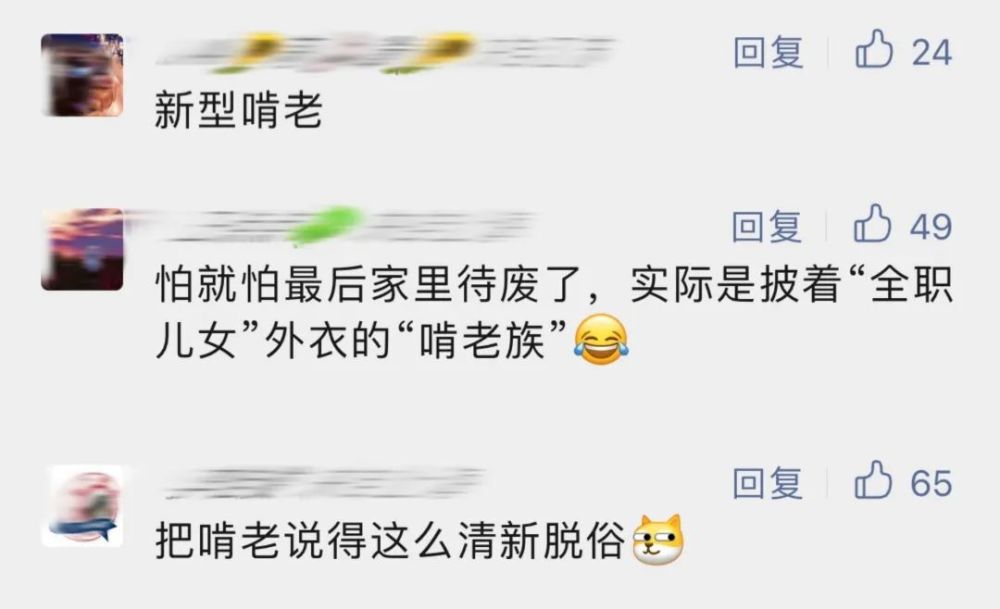 回复 24
新型啃老
回复 49
怕就怕最后家里待废了，实际是披着“全职
儿女”外衣的“啃老族”😂
回复 65
把啃老说得这么清新脱俗